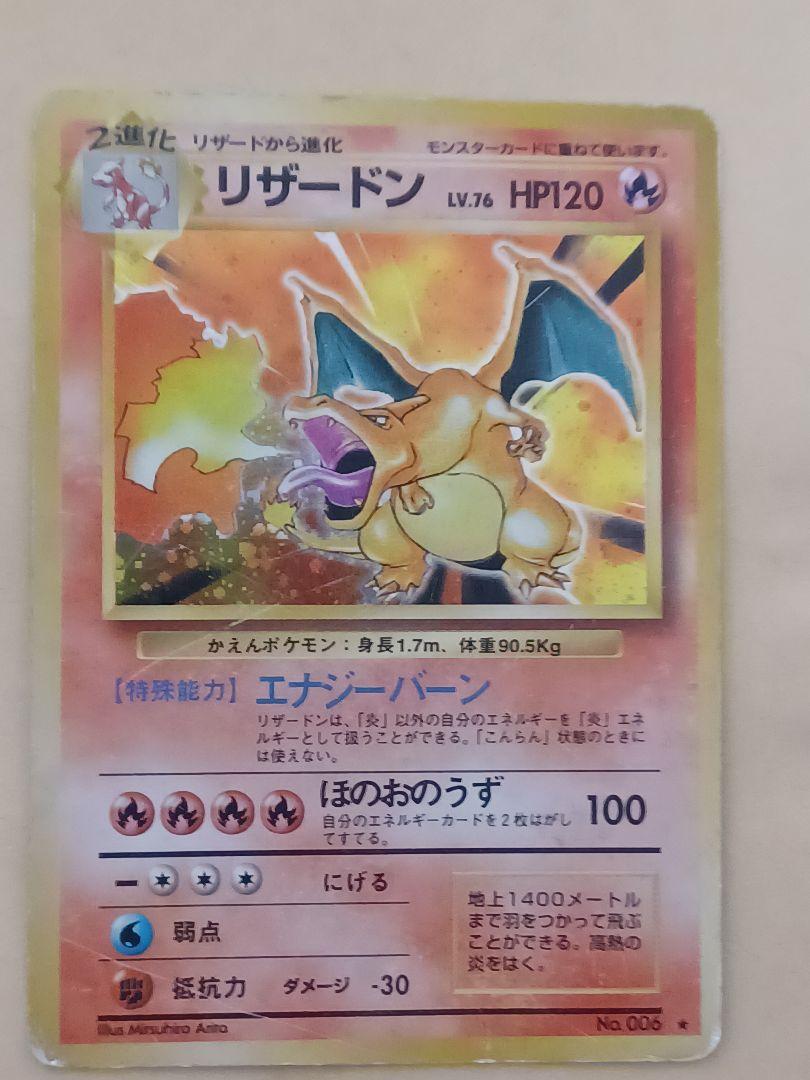 2進化 リザードから進化 モンスターカードに重ねて使います。
リザードン LV.76 HP120
かえんポケモン：身長1.7m、体重90.5Kg
【特殊能力】 エナジーバーン
リザードンは、「炎」以外の自分のエネルギーを「炎」エネ
ルギーとして扱うことができる。「こんらん」状態のときに
は使えない。
ほのおのうず 100
自分のエネルギーカードを2枚はがし
てすてる。
にげる
弱点
抵抗力 ダメージ -30
地上1400メートル
まで羽をつかって飛ぶ
ことができる。高熱の
炎をはく。
Illus Mitsuhiro Arita
No. 006 ★